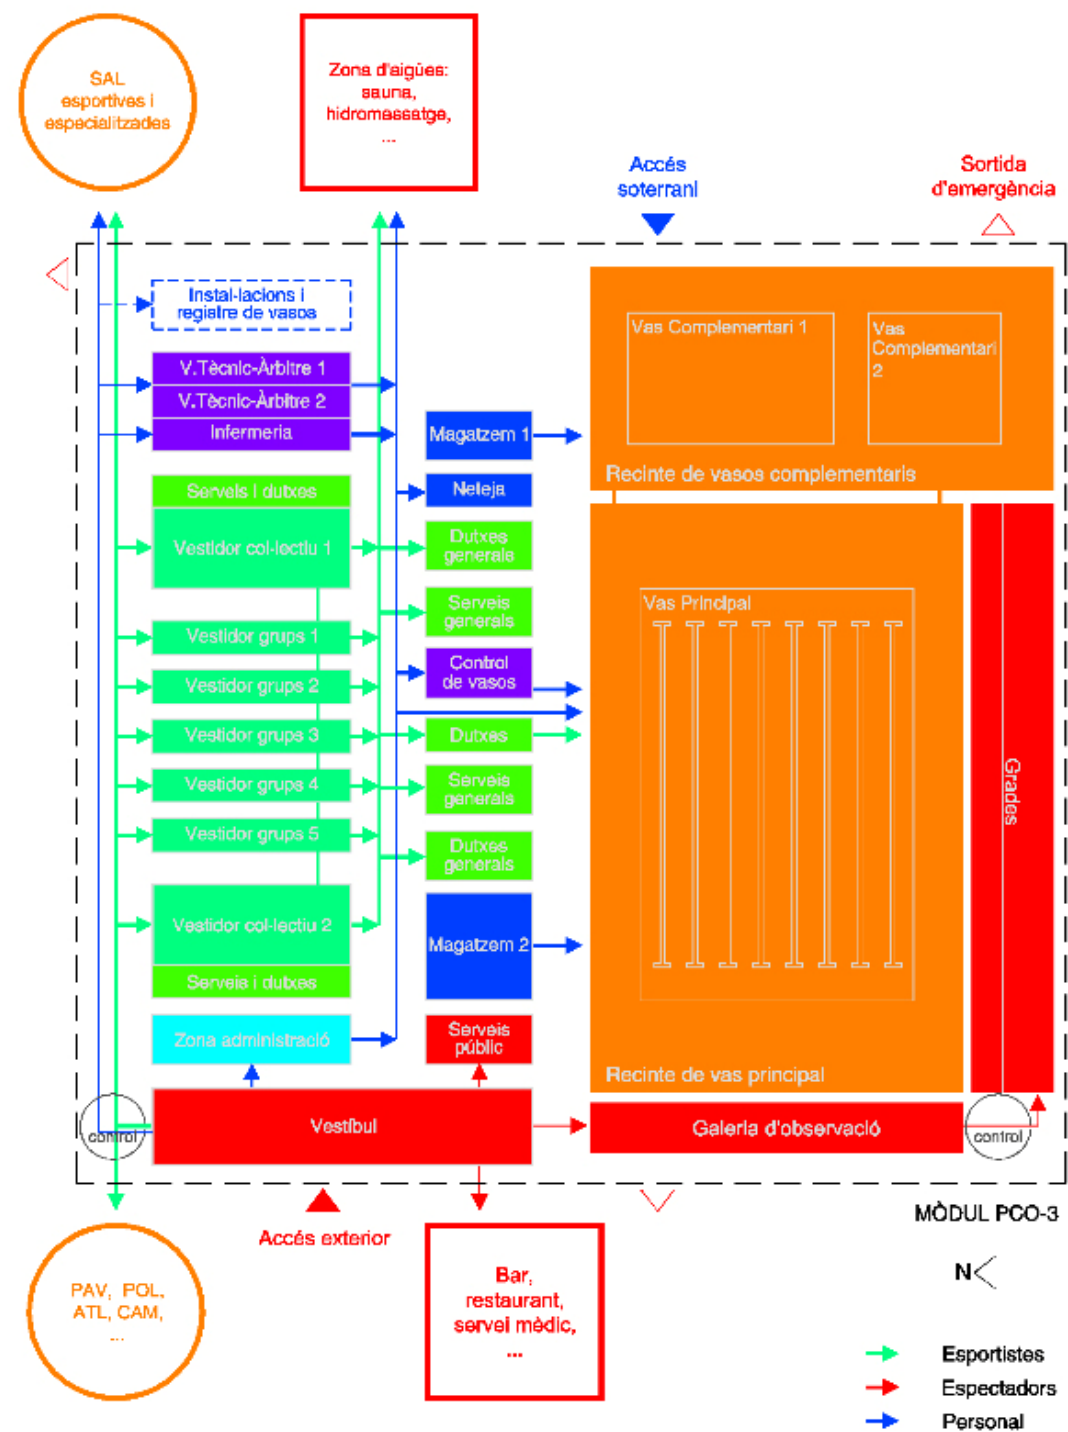 SAL
esportives i
especialitzades
Zona d'aigües:
sauna,
hidromassatge,
...
Accés
soterrani
Sortida
d'emergència
Instal·lacions i
registre de vasos
V.Tècnic-Àrbitre 1
V.Tècnic-Àrbitre 2
Infermeria
Serveis i dutxes
Vestidor col·lectiu 1
Vestidor grups 1
Vestidor grups 2
Vestidor grups 3
Vestidor grups 4
Vestidor grups 5
Vestidor col·lectiu 2
Serveis i dutxes
Zona administració
Vestíbul
control
Magatzem 1
Neteja
Dutxes
generals
Serveis
generals
Control
de vasos
Dutxes
Serveis
generals
Dutxes
generals
Magatzem 2
Serveis
públic
Vas Complementari 1
Vas
Complementari
2
Recinte de vasos complementaris
Vas Principal
Recinte de vas principal
Grades
Galeria d'observació
control
Accés exterior
MÒDUL PCO-3
N
PAV, POL,
ATL, CAM,
...
Bar,
restaurant,
servei mèdic,
...
Esportistes
Espectadors
Personal